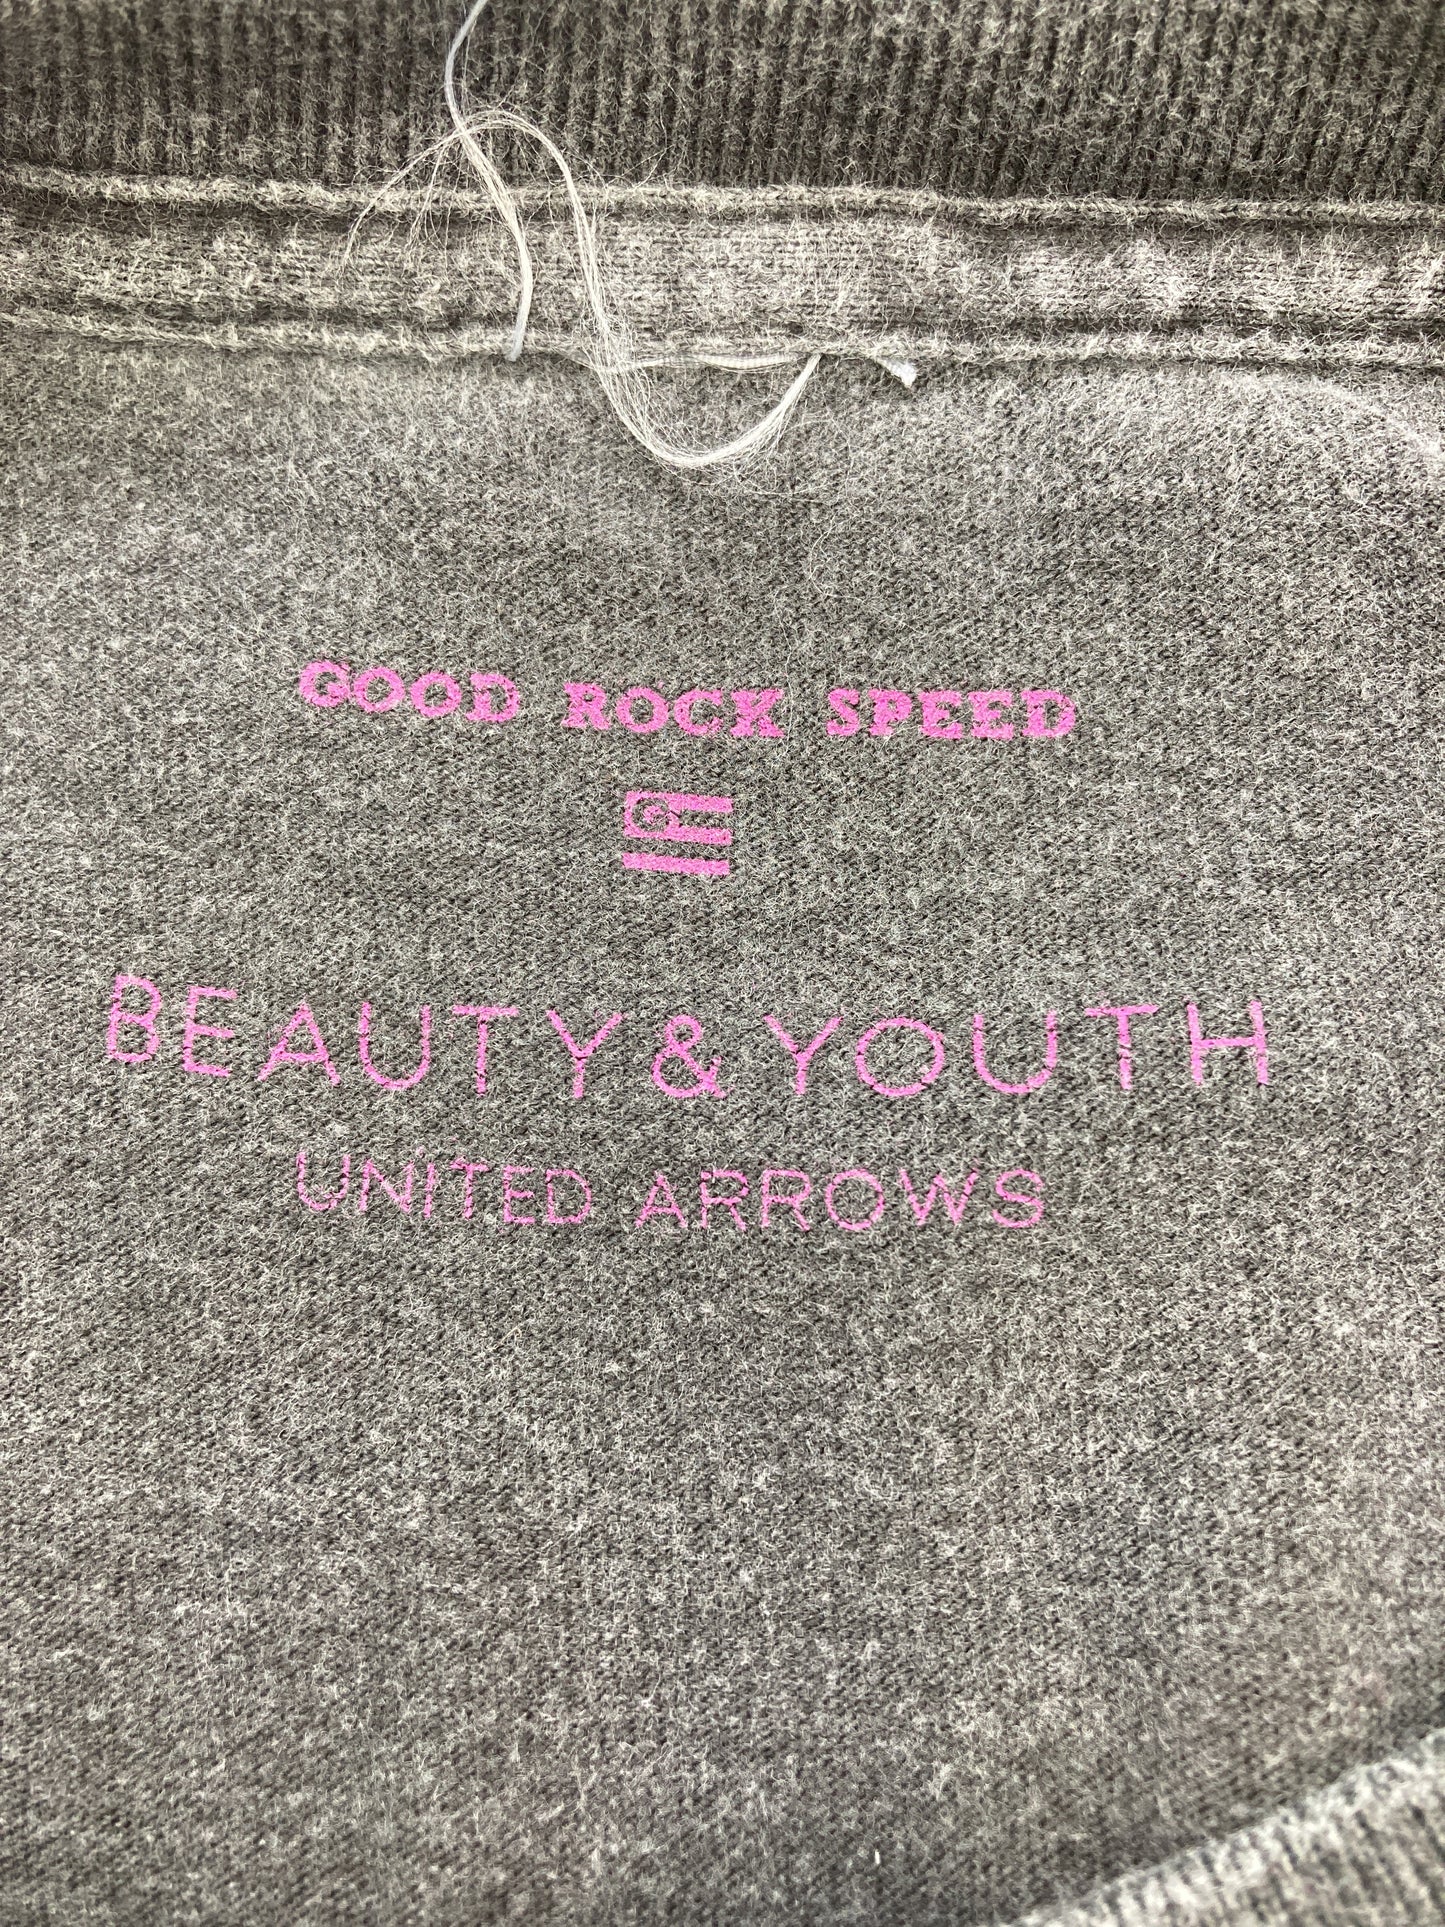 GOOD ROCK SPEED
G
BEAUTY & YOUTH
UNITED ARROWS